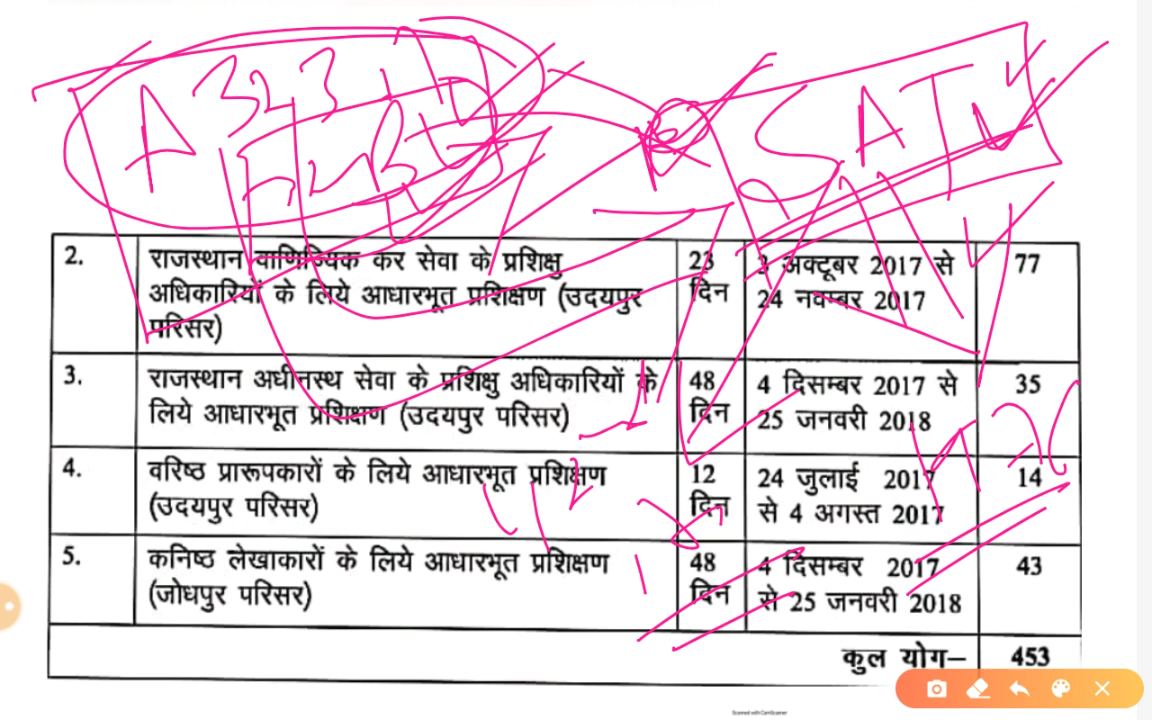 2. राजस्थान वाणिज्यिक कर सेवा के प्रशिक्षु 23 3 अक्टूबर 2017 से 77
अधिकारियों के लिये आधारभूत प्रशिक्षण (उदयपुर दिन 24 नवम्बर 2017
परिसर)
3. राजस्थान अधीनस्थ सेवा के प्रशिक्षु अधिकारियों के 48 4 दिसम्बर 2017 से 35
लिये आधारभूत प्रशिक्षण (उदयपुर परिसर) दिन 25 जनवरी 2018
4. वरिष्ठ प्रारूपकारों के लिये आधारभूत प्रशिक्षण 12 24 जुलाई 2017 14
(उदयपुर परिसर) दिन से 4 अगस्त 2017
5. कनिष्ठ लेखाकारों के लिये आधारभूत प्रशिक्षण 48 4 दिसम्बर 2017 43
(जोधपुर परिसर) दिन से 25 जनवरी 2018
कुल योग– 453
Scanned with CamScanner